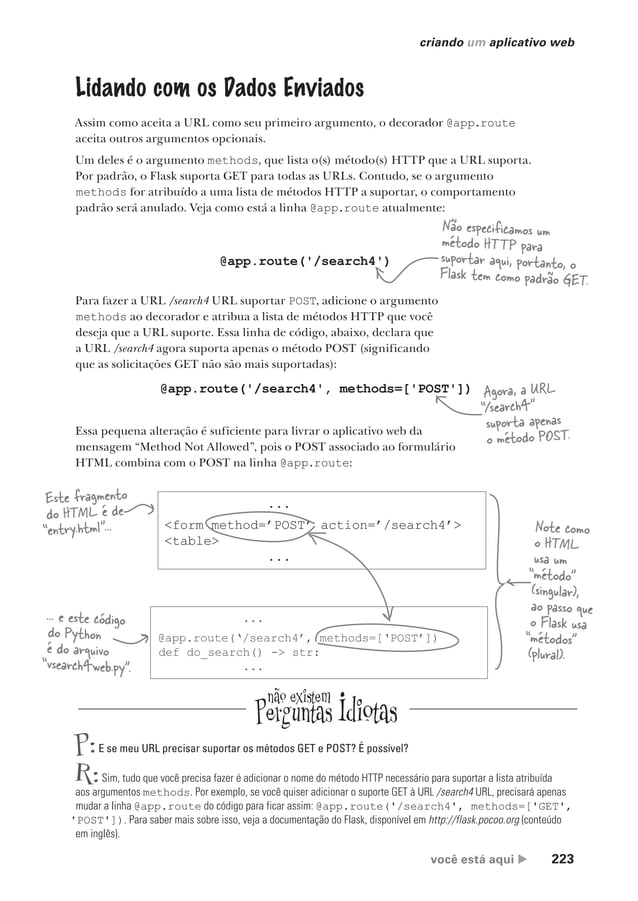 criando um aplicativo web
Lidando com os Dados Enviados
Assim como aceita a URL como seu primeiro argumento, o decorador @app.route
aceita outros argumentos opcionais.
Um deles é o argumento methods, que lista o(s) método(s) HTTP que a URL suporta.
Por padrão, o Flask suporta GET para todas as URLs. Contudo, se o argumento
methods for atribuído a uma lista de métodos HTTP a suportar, o comportamento
padrão será anulado. Veja como está a linha @app.route atualmente:
@app.route('/search4')
Não especificamos um
método HTTP para
suportar aqui, portanto, o
Flask tem como padrão GET.
Para fazer a URL /search4 URL suportar POST, adicione o argumento
methods ao decorador e atribua a lista de métodos HTTP que você
deseja que a URL suporte. Essa linha de código, abaixo, declara que
a URL /search4 agora suporta apenas o método POST (significando
que as solicitações GET não são mais suportadas):
@app.route('/search4', methods=['POST'])
Agora, a URL
“/search4”
suporta apenas
o método POST.
Essa pequena alteração é suficiente para livrar o aplicativo web da
mensagem “Method Not Allowed”, pois o POST associado ao formulário
HTML combina com o POST na linha @app.route:
Este fragmento
do HTML é de
“entry.html”...
...
<form method=’POST’ action=’/search4’>
<table>
...
Note como
o HTML
usa um
“método”
(singular),
ao passo que
o Flask usa
“métodos”
(plural).
... e este código
do Python
é do arquivo
“vsearch4web.py”.
...
@app.route(‘/search4’, methods=[‘POST’])
def do_search() -> str:
...
não existem
Perguntas Idiotas
P: E se meu URL precisar suportar os métodos GET e POST? É possível?
R: Sim, tudo que você precisa fazer é adicionar o nome do método HTTP necessário para suportar a lista atribuída
aos argumentos methods. Por exemplo, se você quiser adicionar o suporte GET à URL /search4 URL, precisará apenas
mudar a linha @app.route do código para ficar assim: @app.route('/search4', methods=['GET',
'POST']). Para saber mais sobre isso, veja a documentação do Flask, disponível em http://flask.pocoo.org (conteúdo
em inglês).
você está aqui ▶ 223